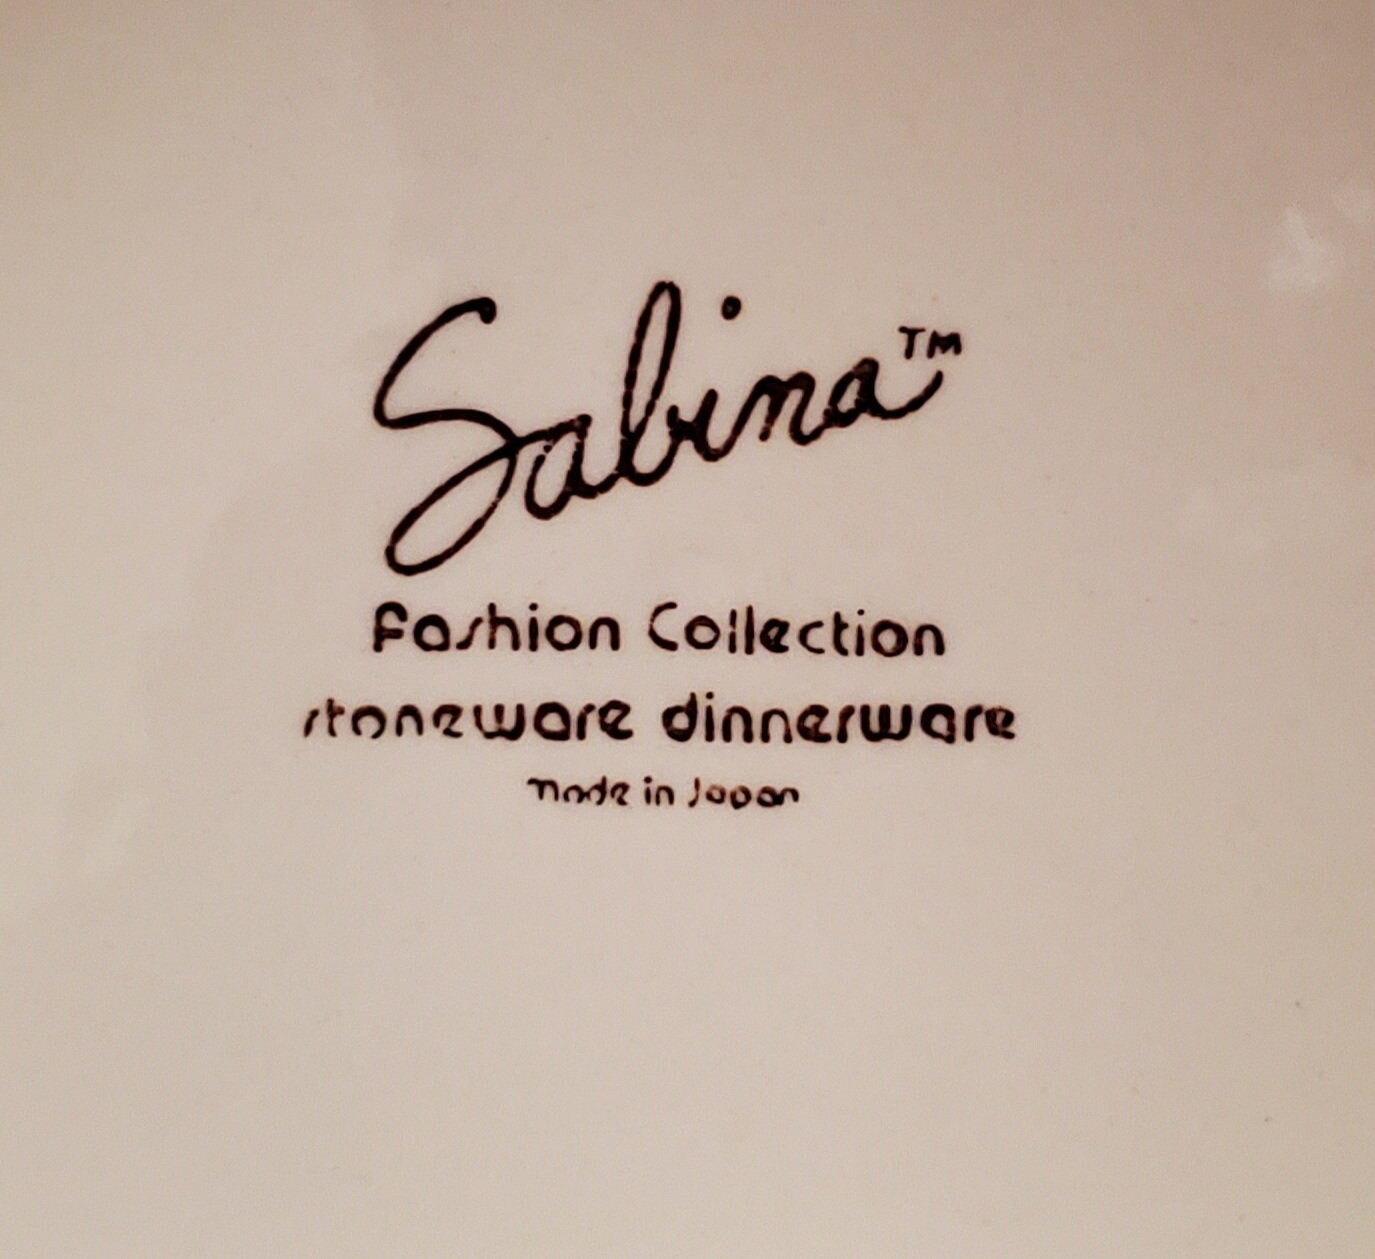 Sabina™
Fashion Collection
stoneware dinnerware
made in Japan